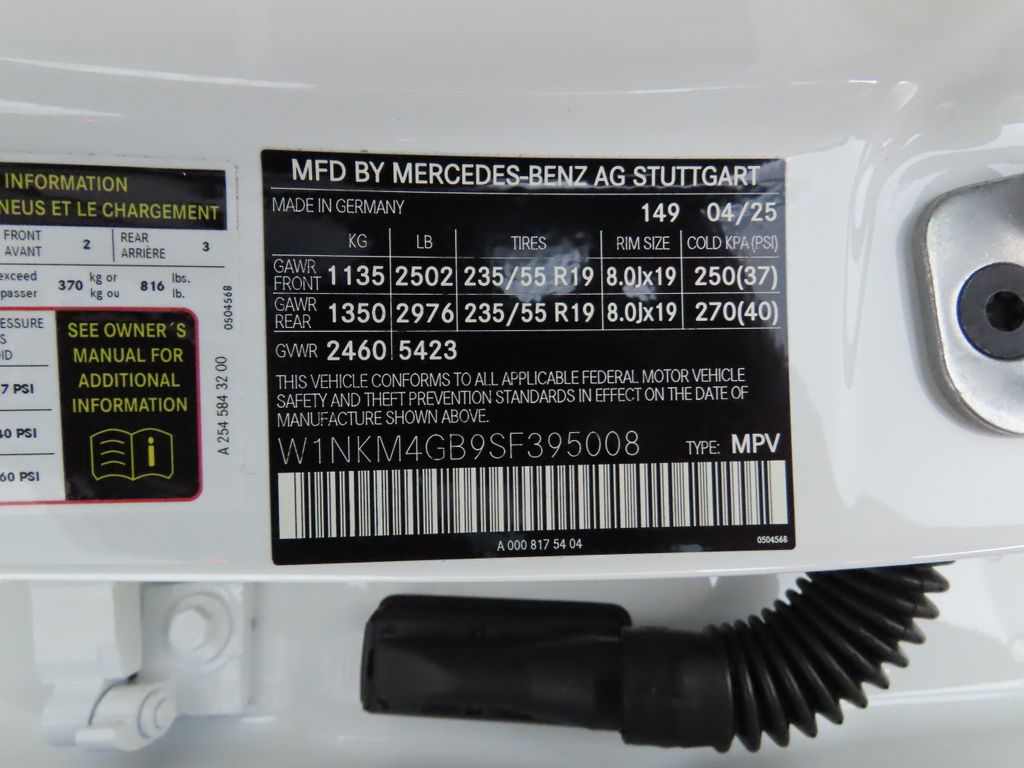 INFORMATION
NEUS ET LE CHARGEMENT
FRONT AVANT 2 REAR ARRIÈRE 3
exceed passer 370 kg or kg ou 816 lbs. lb.
SEE OWNER´S
MANUAL FOR
ADDITIONAL
INFORMATION
7 PSI
40 PSI
60 PSI
0504568
A 254 584 32 00
MFD BY MERCEDES-BENZ AG STUTTGART
MADE IN GERMANY 149 04/25
KG LB TIRES RIM SIZE COLD KPA (PSI)
GAWR FRONT 1135 2502 235/55 R19 8.0Jx19 250(37)
GAWR REAR 1350 2976 235/55 R19 8.0Jx19 270(40)
GVWR 2460 5423
THIS VEHICLE CONFORMS TO ALL APPLICABLE FEDERAL MOTOR VEHICLE
SAFETY AND THEFT PREVENTION STANDARDS IN EFFECT ON THE DATE OF
MANUFACTURE SHOWN ABOVE.
W1NKM4GB9SF395008 TYPE: MPV
A 000 817 54 04
0504568